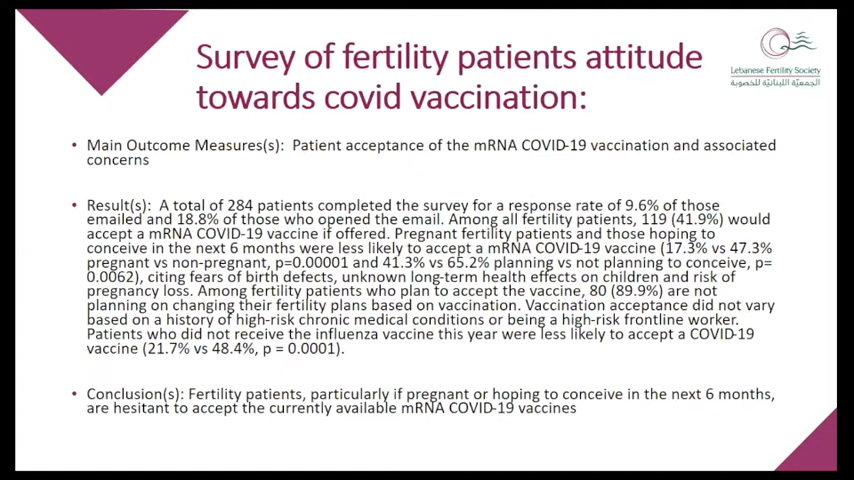 Survey of fertility patients attitude
towards covid vaccination:
Lebanese Fertility Society
الجمعيّة اللبنانيّة للخصوبة
• Main Outcome Measures(s): Patient acceptance of the mRNA COVID-19 vaccination and associated
concerns
• Result(s): A total of 284 patients completed the survey for a response rate of 9.6% of those
emailed and 18.8% of those who opened the email. Among all fertility patients, 119 (41.9%) would
accept a mRNA COVID-19 vaccine if offered. Pregnant fertility patients and those hoping to
conceive in the next 6 months were less likely to accept a mRNA COVID-19 vaccine (17.3% vs 47.3%
pregnant vs non-pregnant, p=0.00001 and 41.3% vs 65.2% planning vs not planning to conceive, p=
0.0062), citing fears of birth defects, unknown long-term health effects on children and risk of
pregnancy loss. Among fertility patients who plan to accept the vaccine, 80 (89.9%) are not
planning on changing their fertility plans based on vaccination. Vaccination acceptance did not vary
based on a history of high-risk chronic medical conditions or being a high-risk frontline worker.
Patients who did not receive the influenza vaccine this year were less likely to accept a COVID-19
vaccine (21.7% vs 48.4%, p = 0.0001).
• Conclusion(s): Fertility patients, particularly if pregnant or hoping to conceive in the next 6 months,
are hesitant to accept the currently available mRNA COVID-19 vaccines